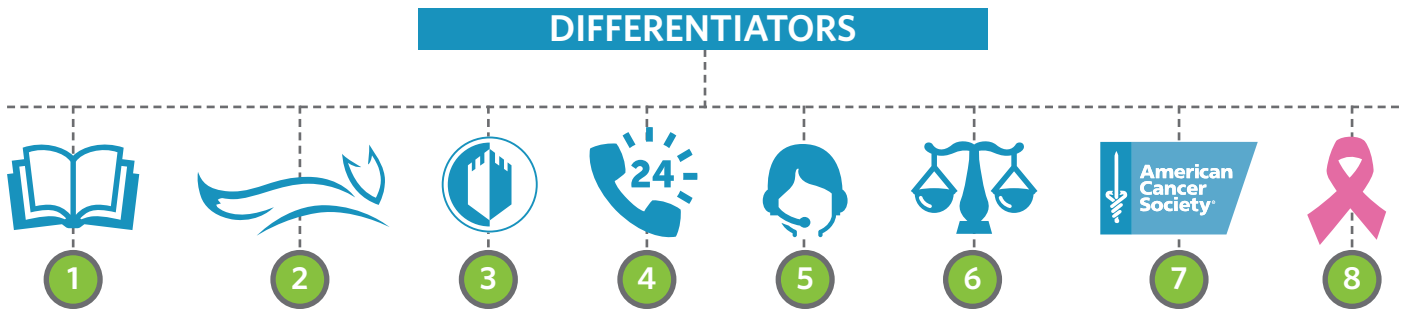 DIFFERENTIATORS
24
American
Cancer
Society®
1 2 3 4 5 6 7 8